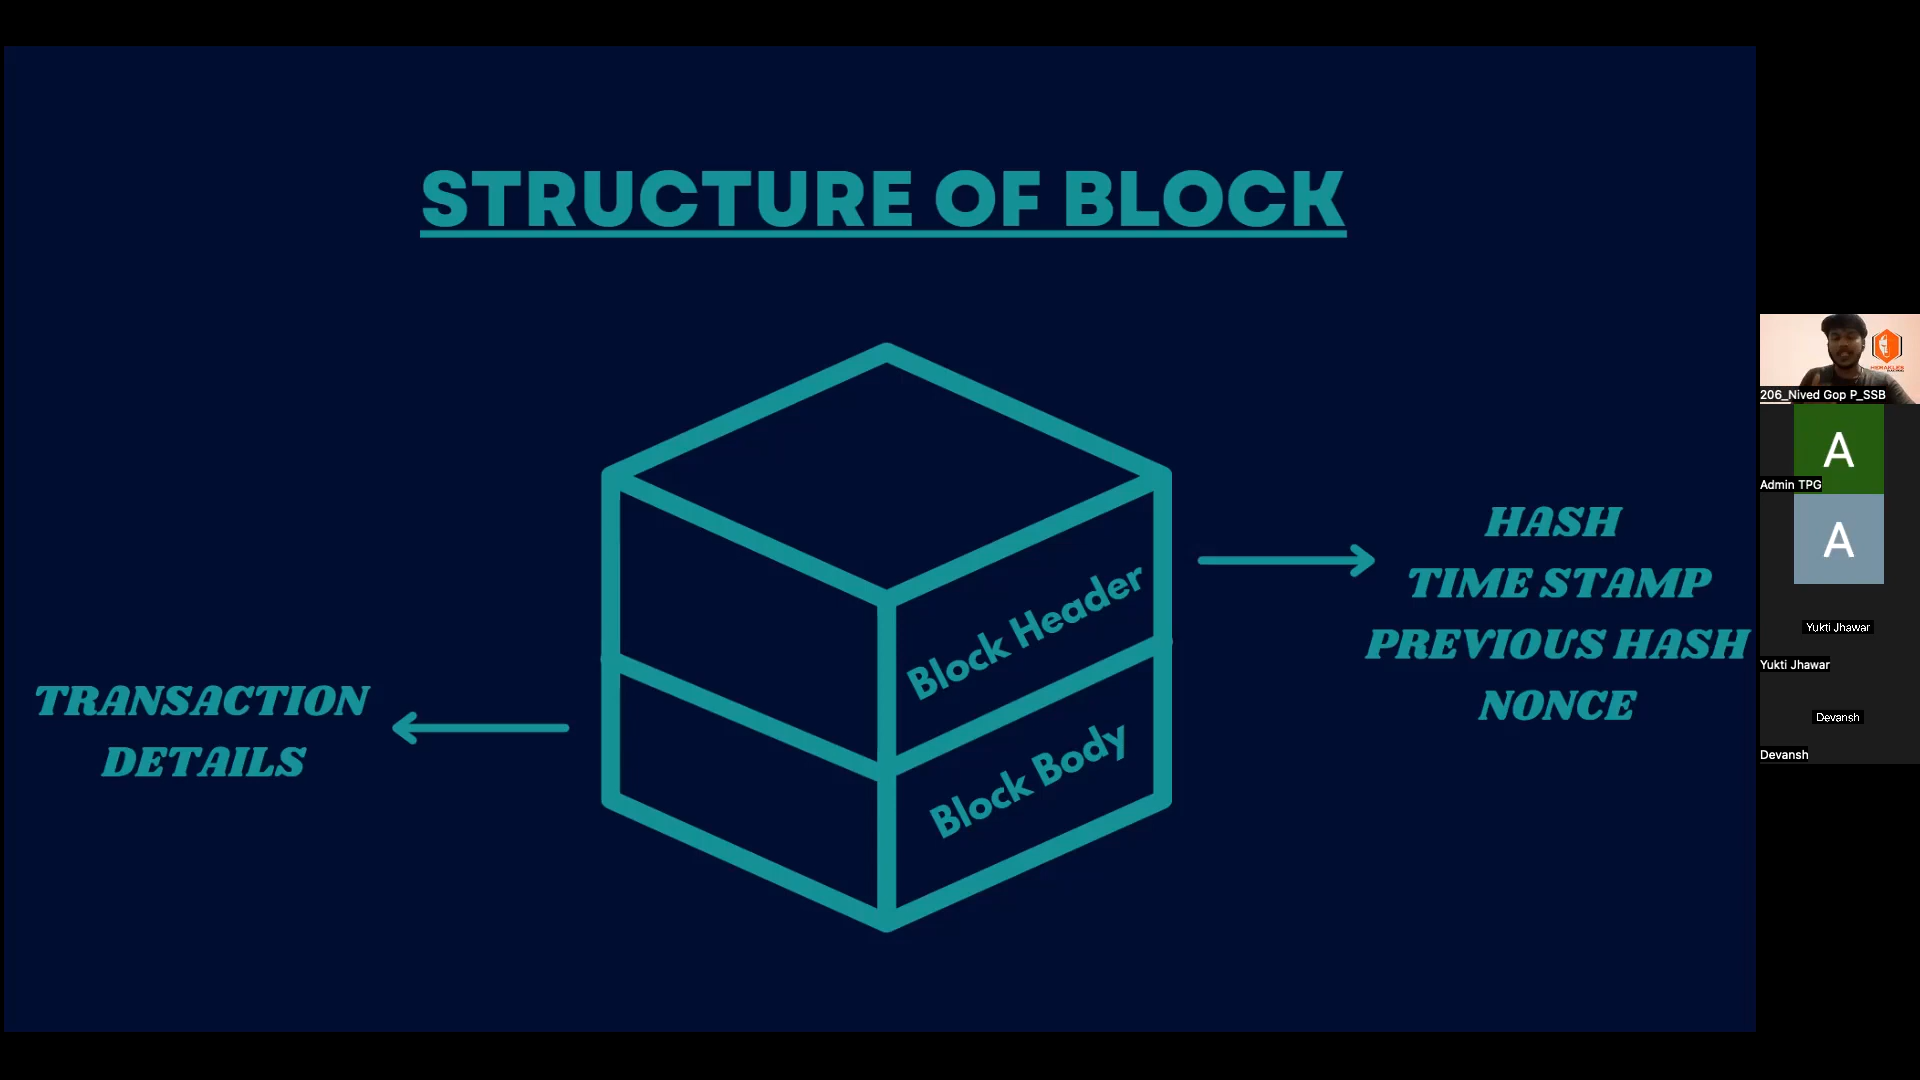 STRUCTURE OF BLOCK
Block Header
Block Body
TRANSACTION
DETAILS
HASH
TIME STAMP
PREVIOUS HASH
NONCE
206_Nived Gop P_SSB
A
Admin TPG
A
Yukti Jhawar
Yukti Jhawar
Devansh
Devansh